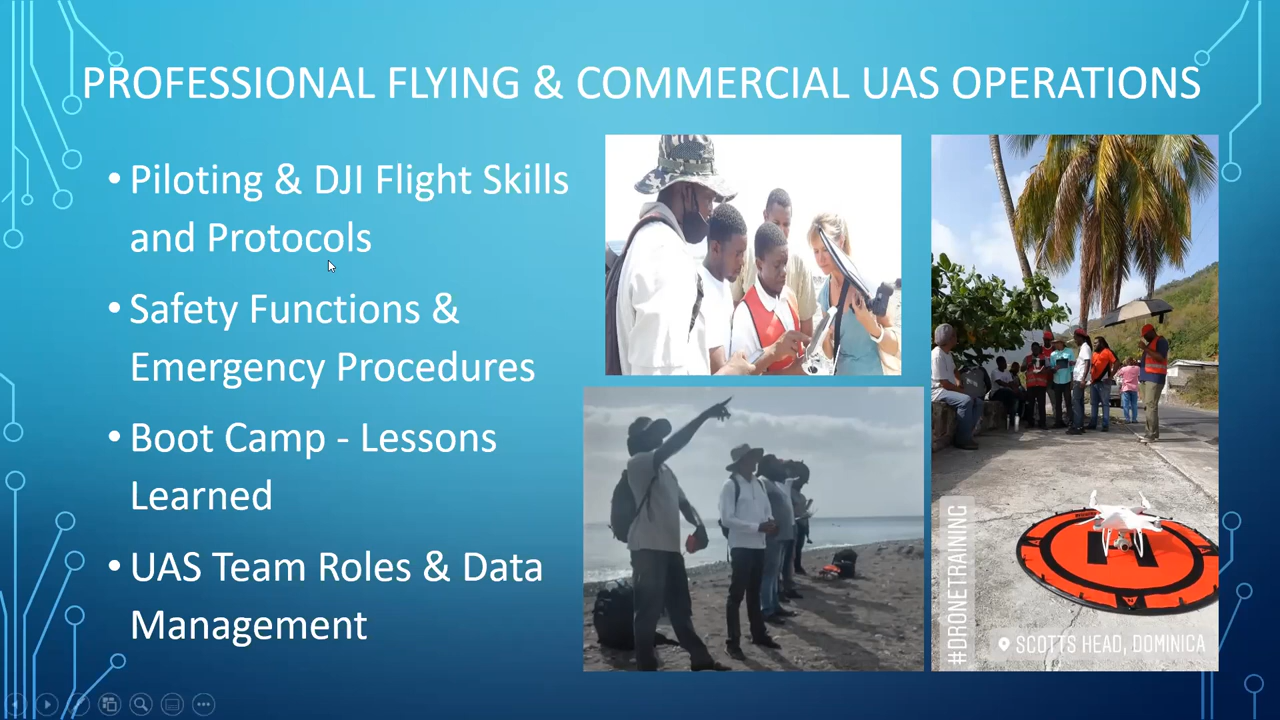 PROFESSIONAL FLYING & COMMERCIAL UAS OPERATIONS
• Piloting & DJI Flight Skills
and Protocols
• Safety Functions &
Emergency Procedures
• Boot Camp - Lessons
Learned
• UAS Team Roles & Data
Management
H
#DRONETRAINING
SCOTTS HEAD, DOMINICA